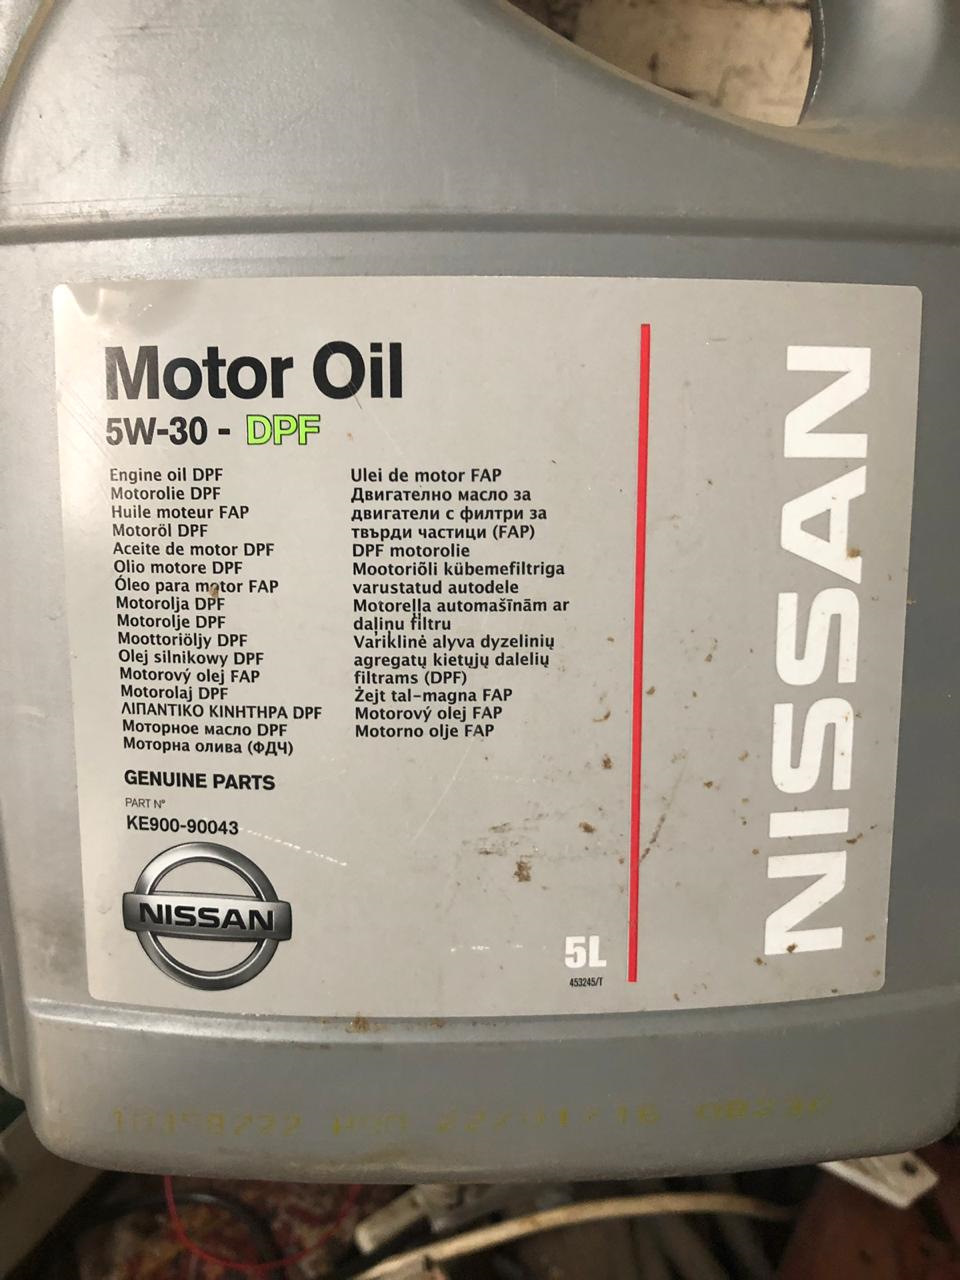 Motor Oil
5W-30 - DPF
Engine oil DPF
Motorolie DPF
Huile moteur FAP
Motoröl DPF
Aceite de motor DPF
Olio motore DPF
Óleo para motor FAP
Motorolja DPF
Motorolje DPF
Moottoriöljy DPF
Olej silnikowy DPF
Motorový olej FAP
Motorolaj DPF
ΛΙΠΑΝΤΙΚΟ ΚΙΝΗΤΗΡΑ DPF
Моторное масло DPF
Моторна олива (ФДЧ)
Ulei de motor FAP
Двигателно масло за
двигатели с филтри за
твърди частици (FAP)
DPF motorolie
Mootoriõli kübemefiltriga
varustatud autodele
Motoreļļa automašīnām ar
daļiņu filtru
Variklinė alyva dyzelinių
agregatų kietųjų dalelių
filtrams (DPF)
Żejt tal-magna FAP
Motorový olej FAP
Motorno olje FAP
GENUINE PARTS
PART N°
KE900-90043
NISSAN
5L
453245/T
NISSAN